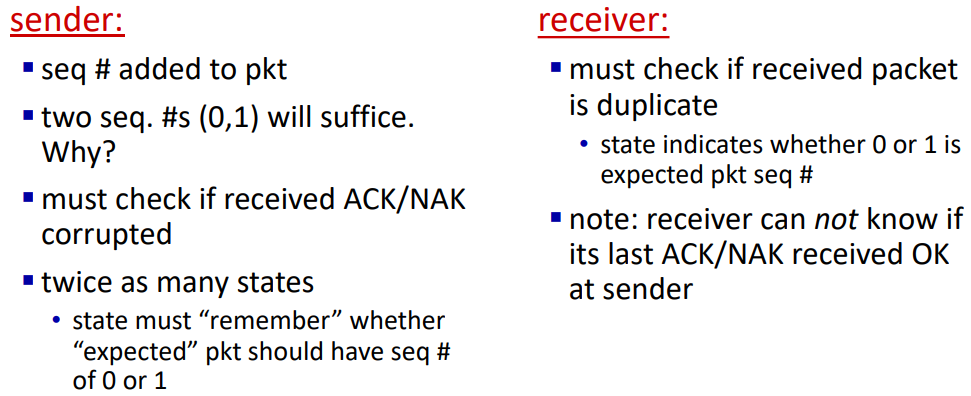 sender:
▪ seq # added to pkt
▪ two seq. #s (0,1) will suffice.
Why?
▪ must check if received ACK/NAK
corrupted
▪ twice as many states
• state must “remember” whether
“expected” pkt should have seq #
of 0 or 1
receiver:
▪ must check if received packet
is duplicate
• state indicates whether 0 or 1 is
expected pkt seq #
▪ note: receiver can not know if
its last ACK/NAK received OK
at sender